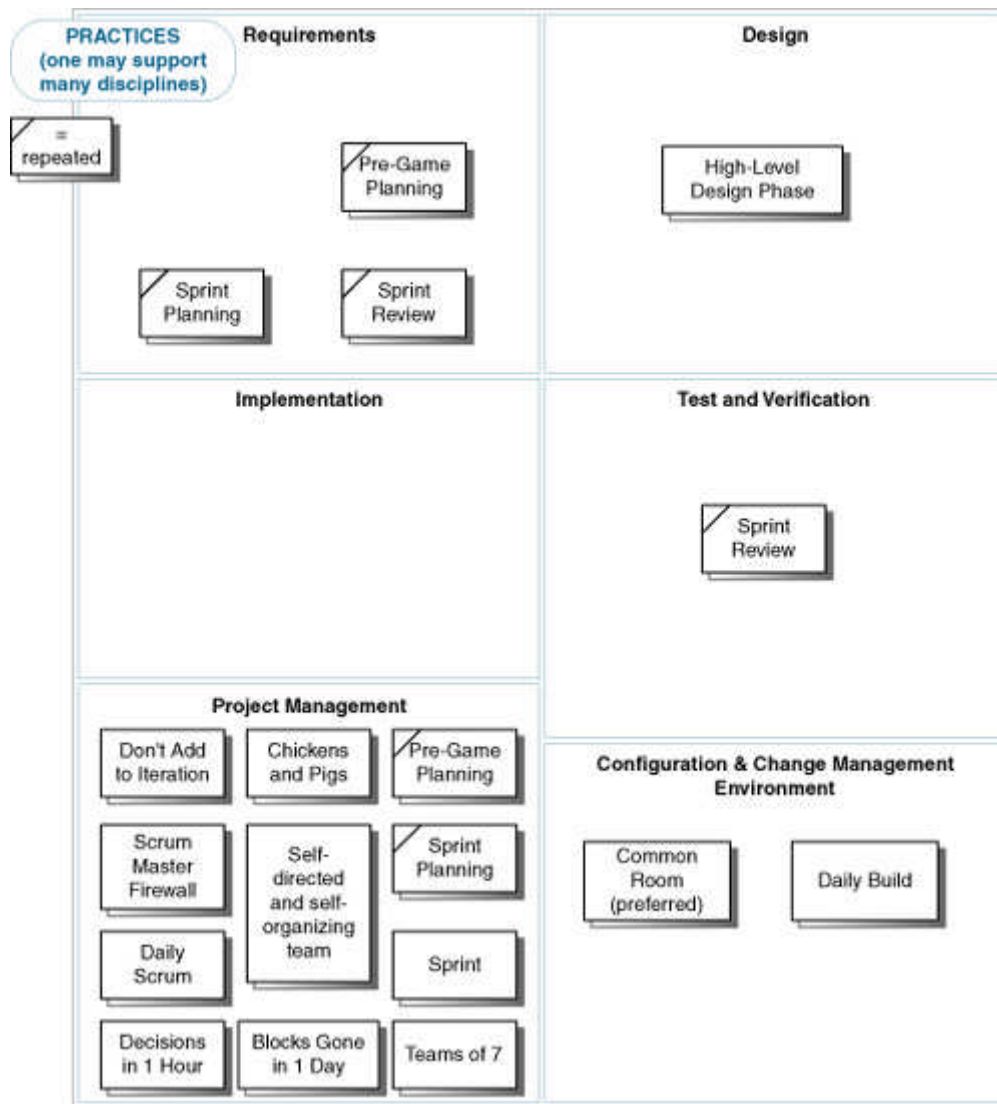 PRACTICES
(one may support
many disciplines)
=
repeated
Requirements
Pre-Game
Planning
Sprint
Planning
Sprint
Review
Design
High-Level
Design Phase
Implementation
Test and Verification
Sprint
Review
Project Management
Don't Add
to Iteration
Chickens
and Pigs
Pre-Game
Planning
Scrum
Master
Firewall
Self-
directed
and self-
organizing
team
Sprint
Planning
Daily
Scrum
Sprint
Decisions
in 1 Hour
Blocks Gone
in 1 Day
Teams of 7
Configuration & Change Management
Environment
Common
Room
(preferred)
Daily Build